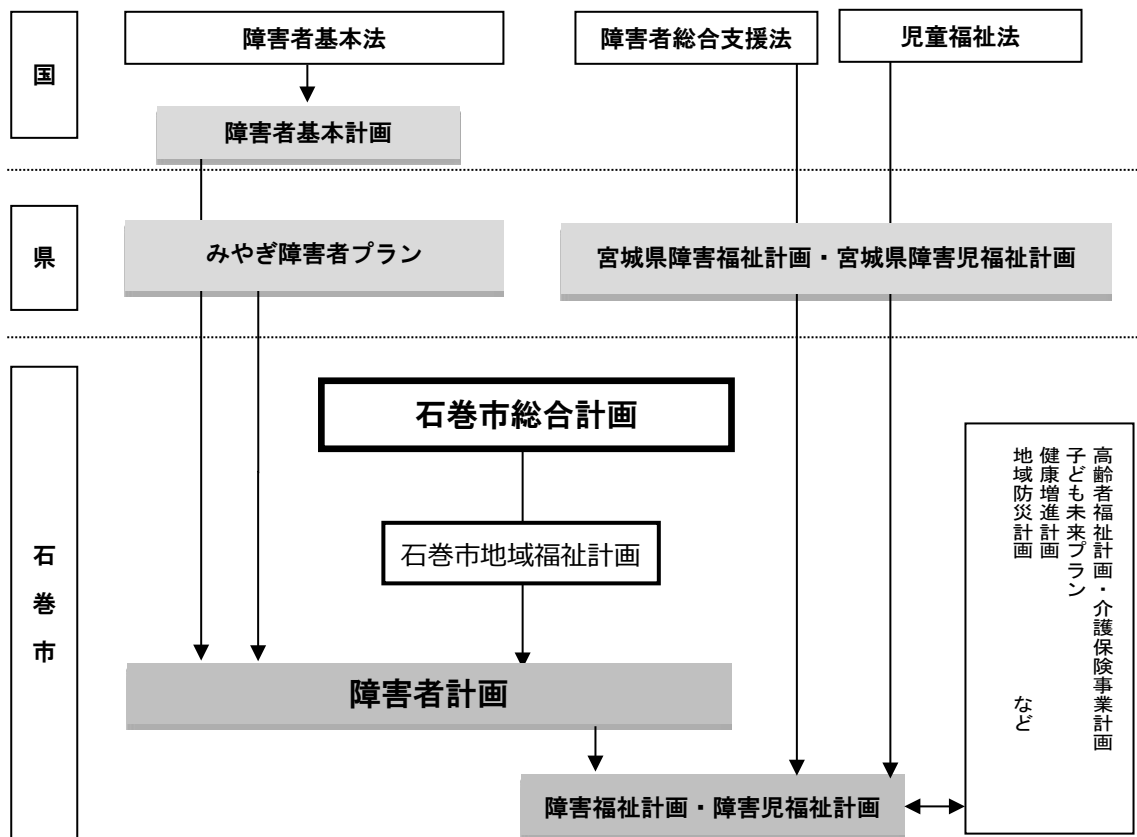 国
障害者基本法
障害者総合支援法
児童福祉法
障害者基本計画
県
みやぎ障害者プラン
宮城県障害福祉計画・宮城県障害児福祉計画
石巻市
石巻市総合計画
石巻市地域福祉計画
障害者計画
障害福祉計画・障害児福祉計画
高齢者福祉計画・介護保険事業計画
子ども未来プラン
健康増進計画
地域防災計画 など